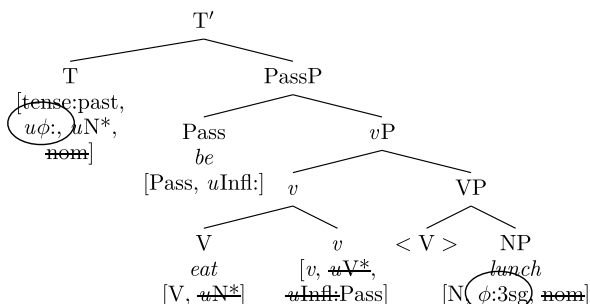 T′
T PassP
[tense:past,
uϕ:, uN*,
nom]
Pass vP
be
[Pass, uInfl:] v VP
V v < V > NP
eat [v, uV*, lunch
[V, uN*] uInfl:Pass] [N, ϕ:3sg, nom]